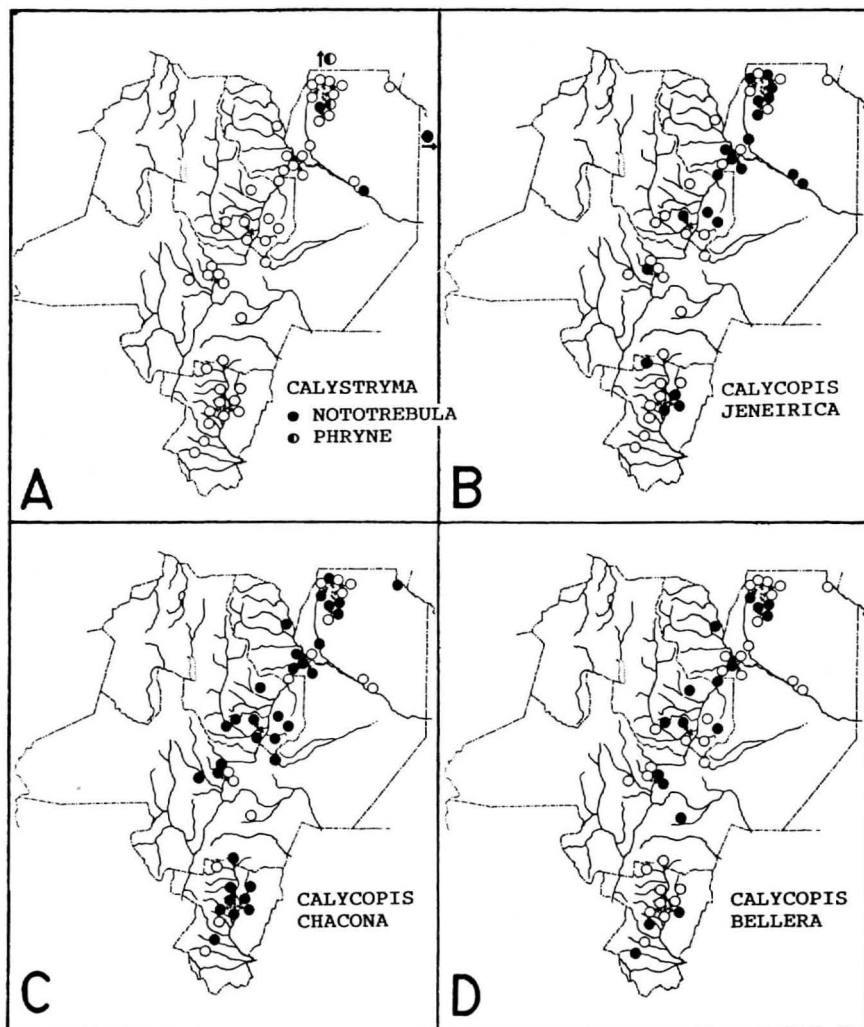 CALYSTRYMA
● NOTOTREBULA
◐ PHRYNE
A
CALYCOPIS
JENEIRICA
B
CALYCOPIS
CHACONA
C
CALYCOPIS
BELLERA
D